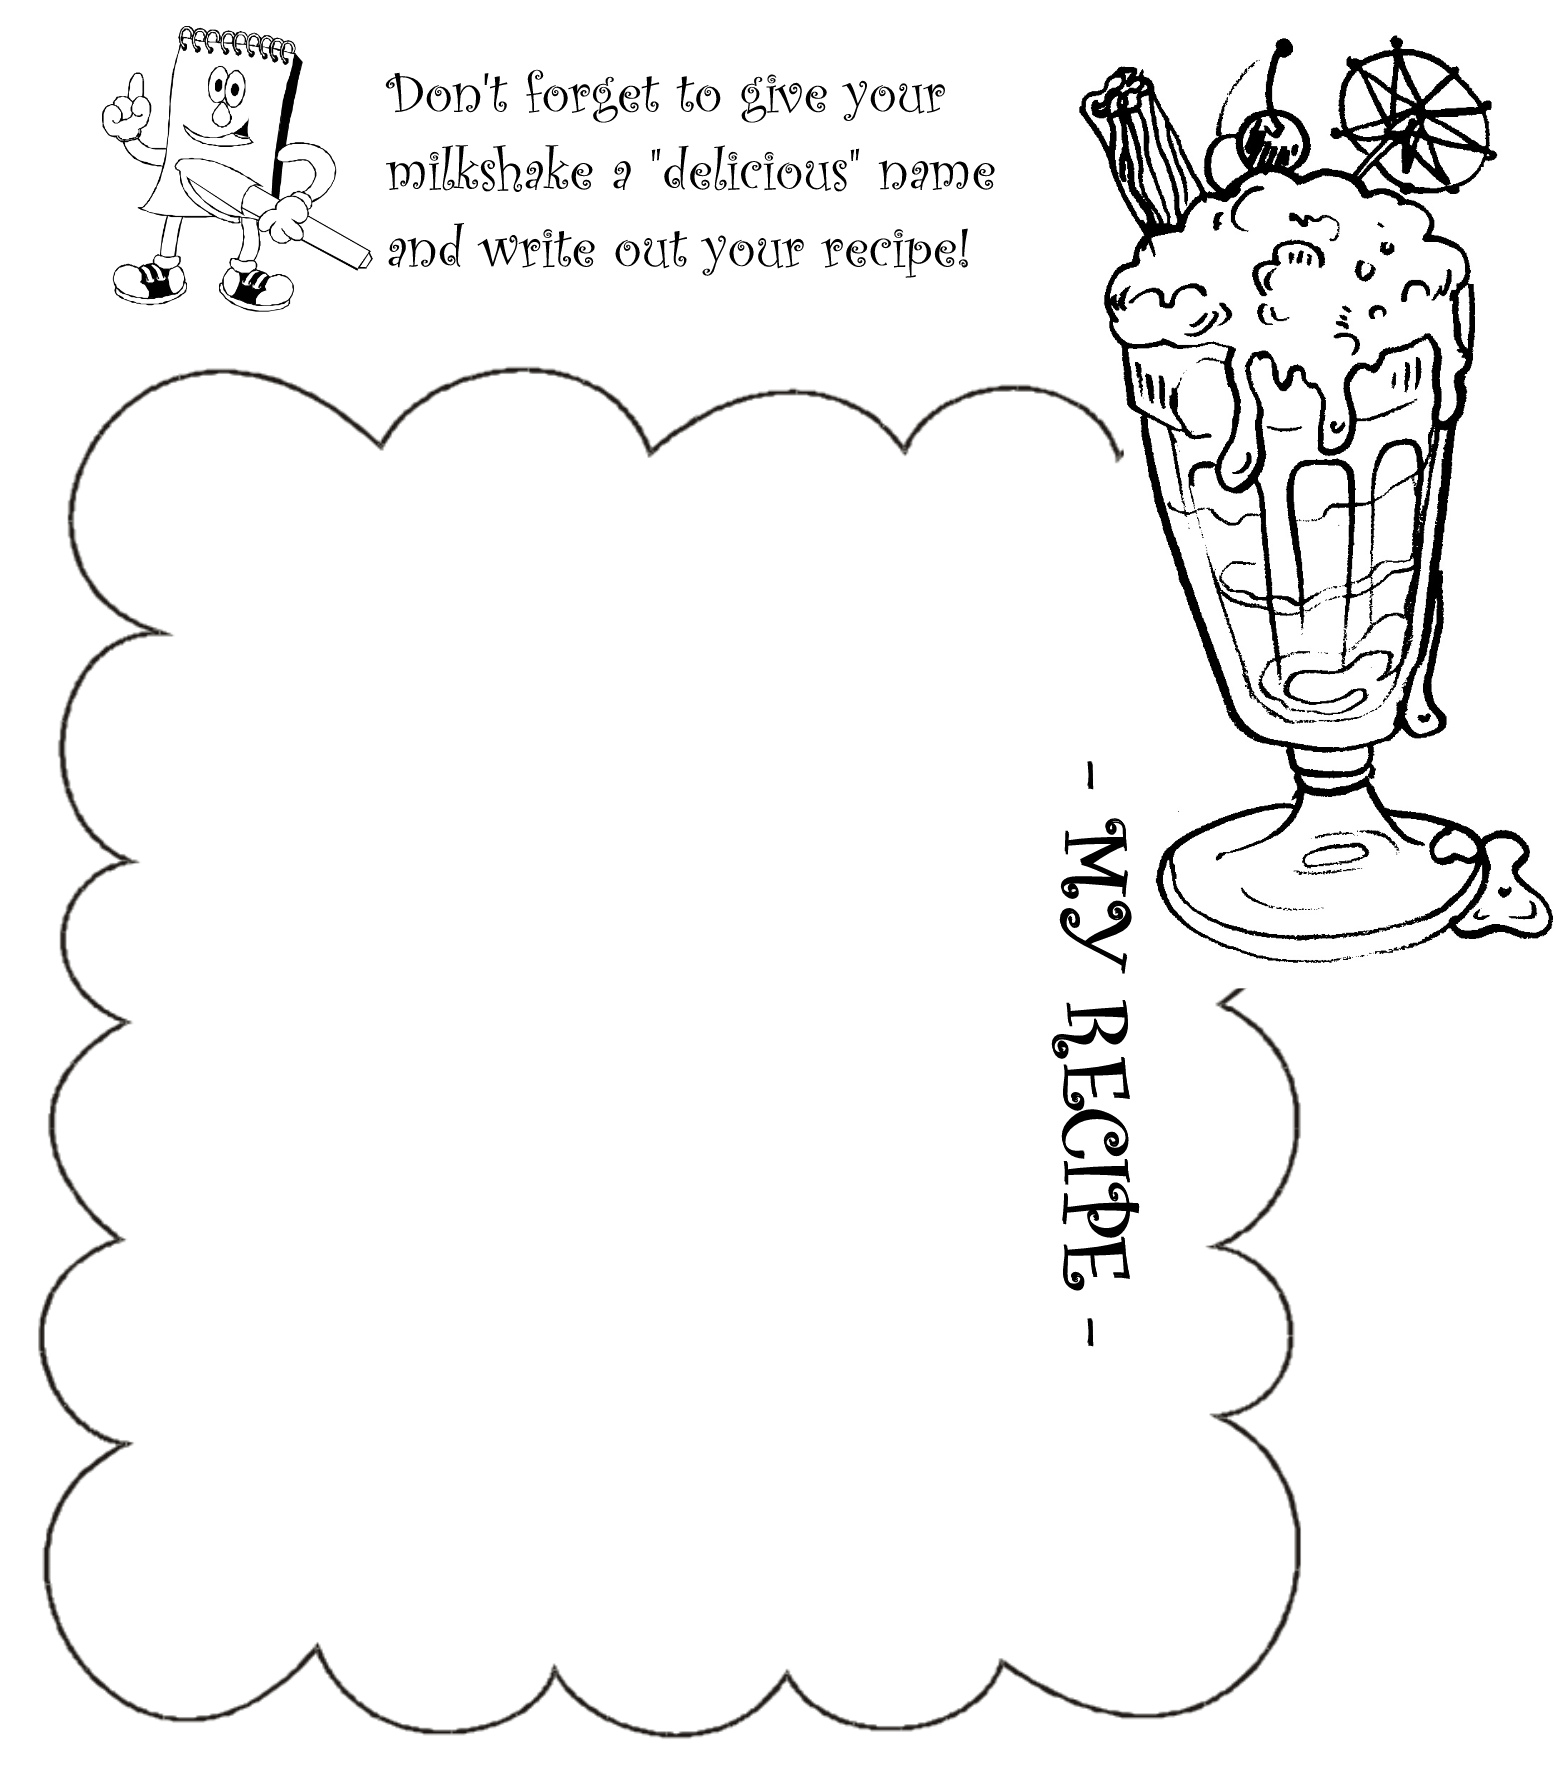 Don't forget to give your
milkshake a "delicious" name
and write out your recipe!
- MY RECIPE -